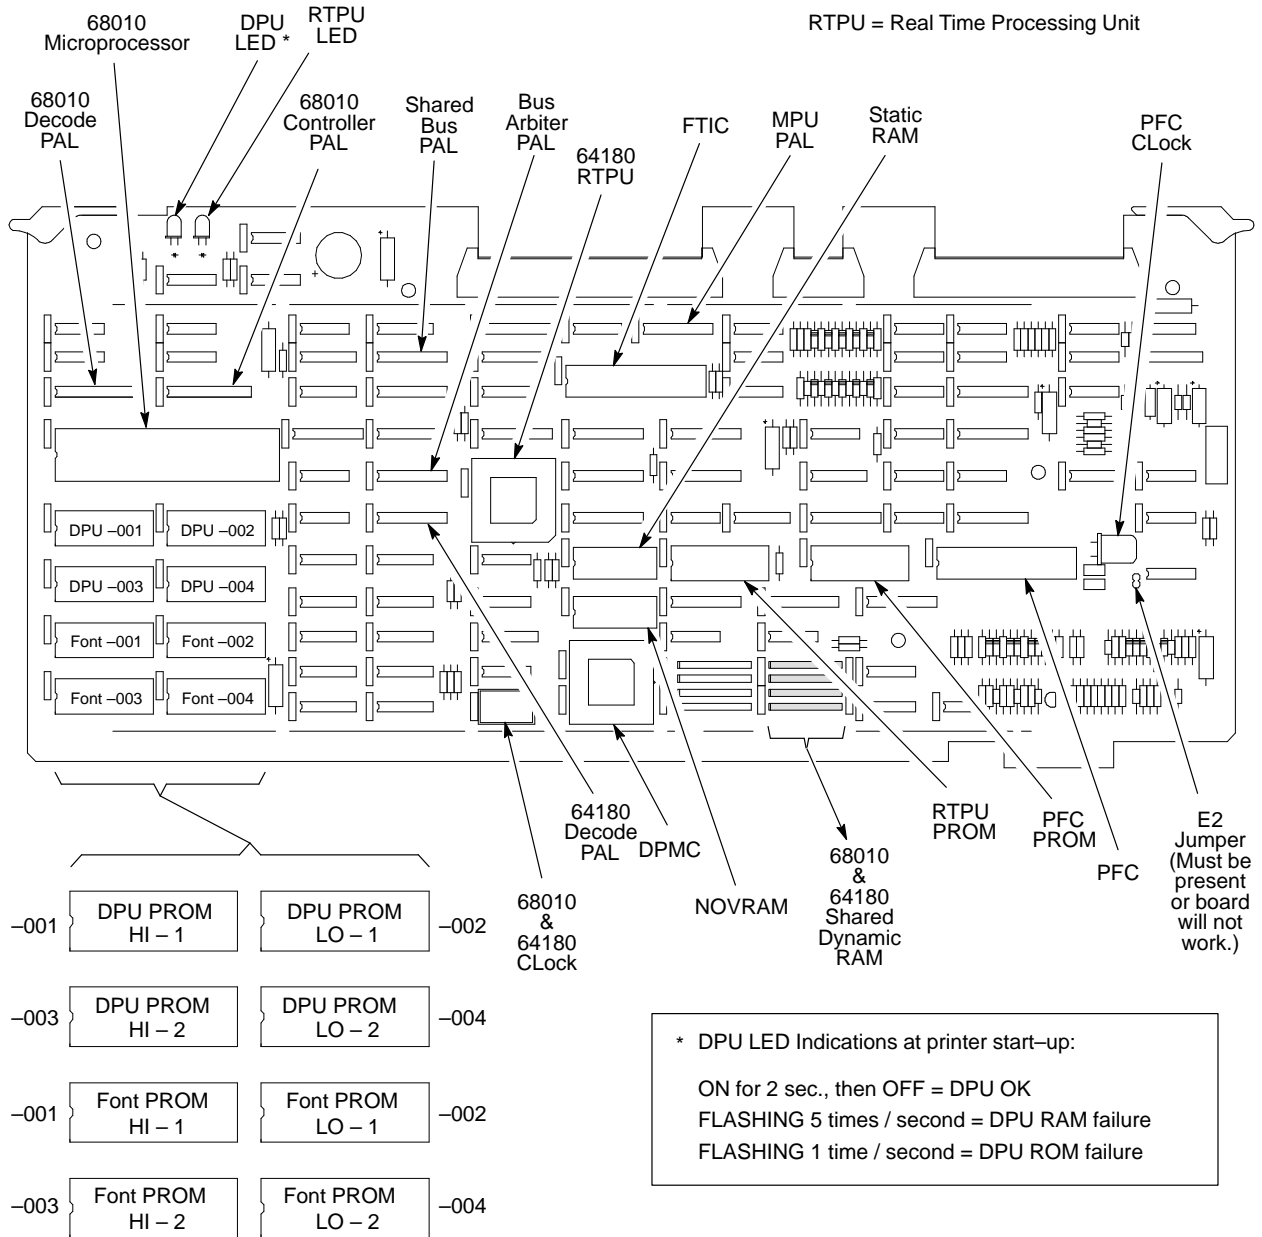 RTPU = Real Time Processing Unit
68010
Microprocessor
DPU
LED *
RTPU
LED
68010
Decode
PAL
68010
Controller
PAL
Shared
Bus
PAL
Bus
Arbiter
PAL
64180
RTPU
FTIC
MPU
PAL
Static
RAM
PFC
CLock
DPU –001
DPU –002
DPU –003
DPU –004
Font –001
Font –002
Font –003
Font –004
68010
&
64180
CLock
64180
Decode
PAL
DPMC
NOVRAM
68010
&
64180
Shared
Dynamic
RAM
RTPU
PROM
PFC
PROM
PFC
E2
Jumper
(Must be
present
or board
will not
work.)
–001
DPU PROM
HI – 1
DPU PROM
LO – 1
–002
–003
DPU PROM
HI – 2
DPU PROM
LO – 2
–004
–001
Font PROM
HI – 1
Font PROM
LO – 1
–002
–003
Font PROM
HI – 2
Font PROM
LO – 2
–004
* DPU LED Indications at printer start–up:
ON for 2 sec., then OFF = DPU OK
FLASHING 5 times / second = DPU RAM failure
FLASHING 1 time / second = DPU ROM failure